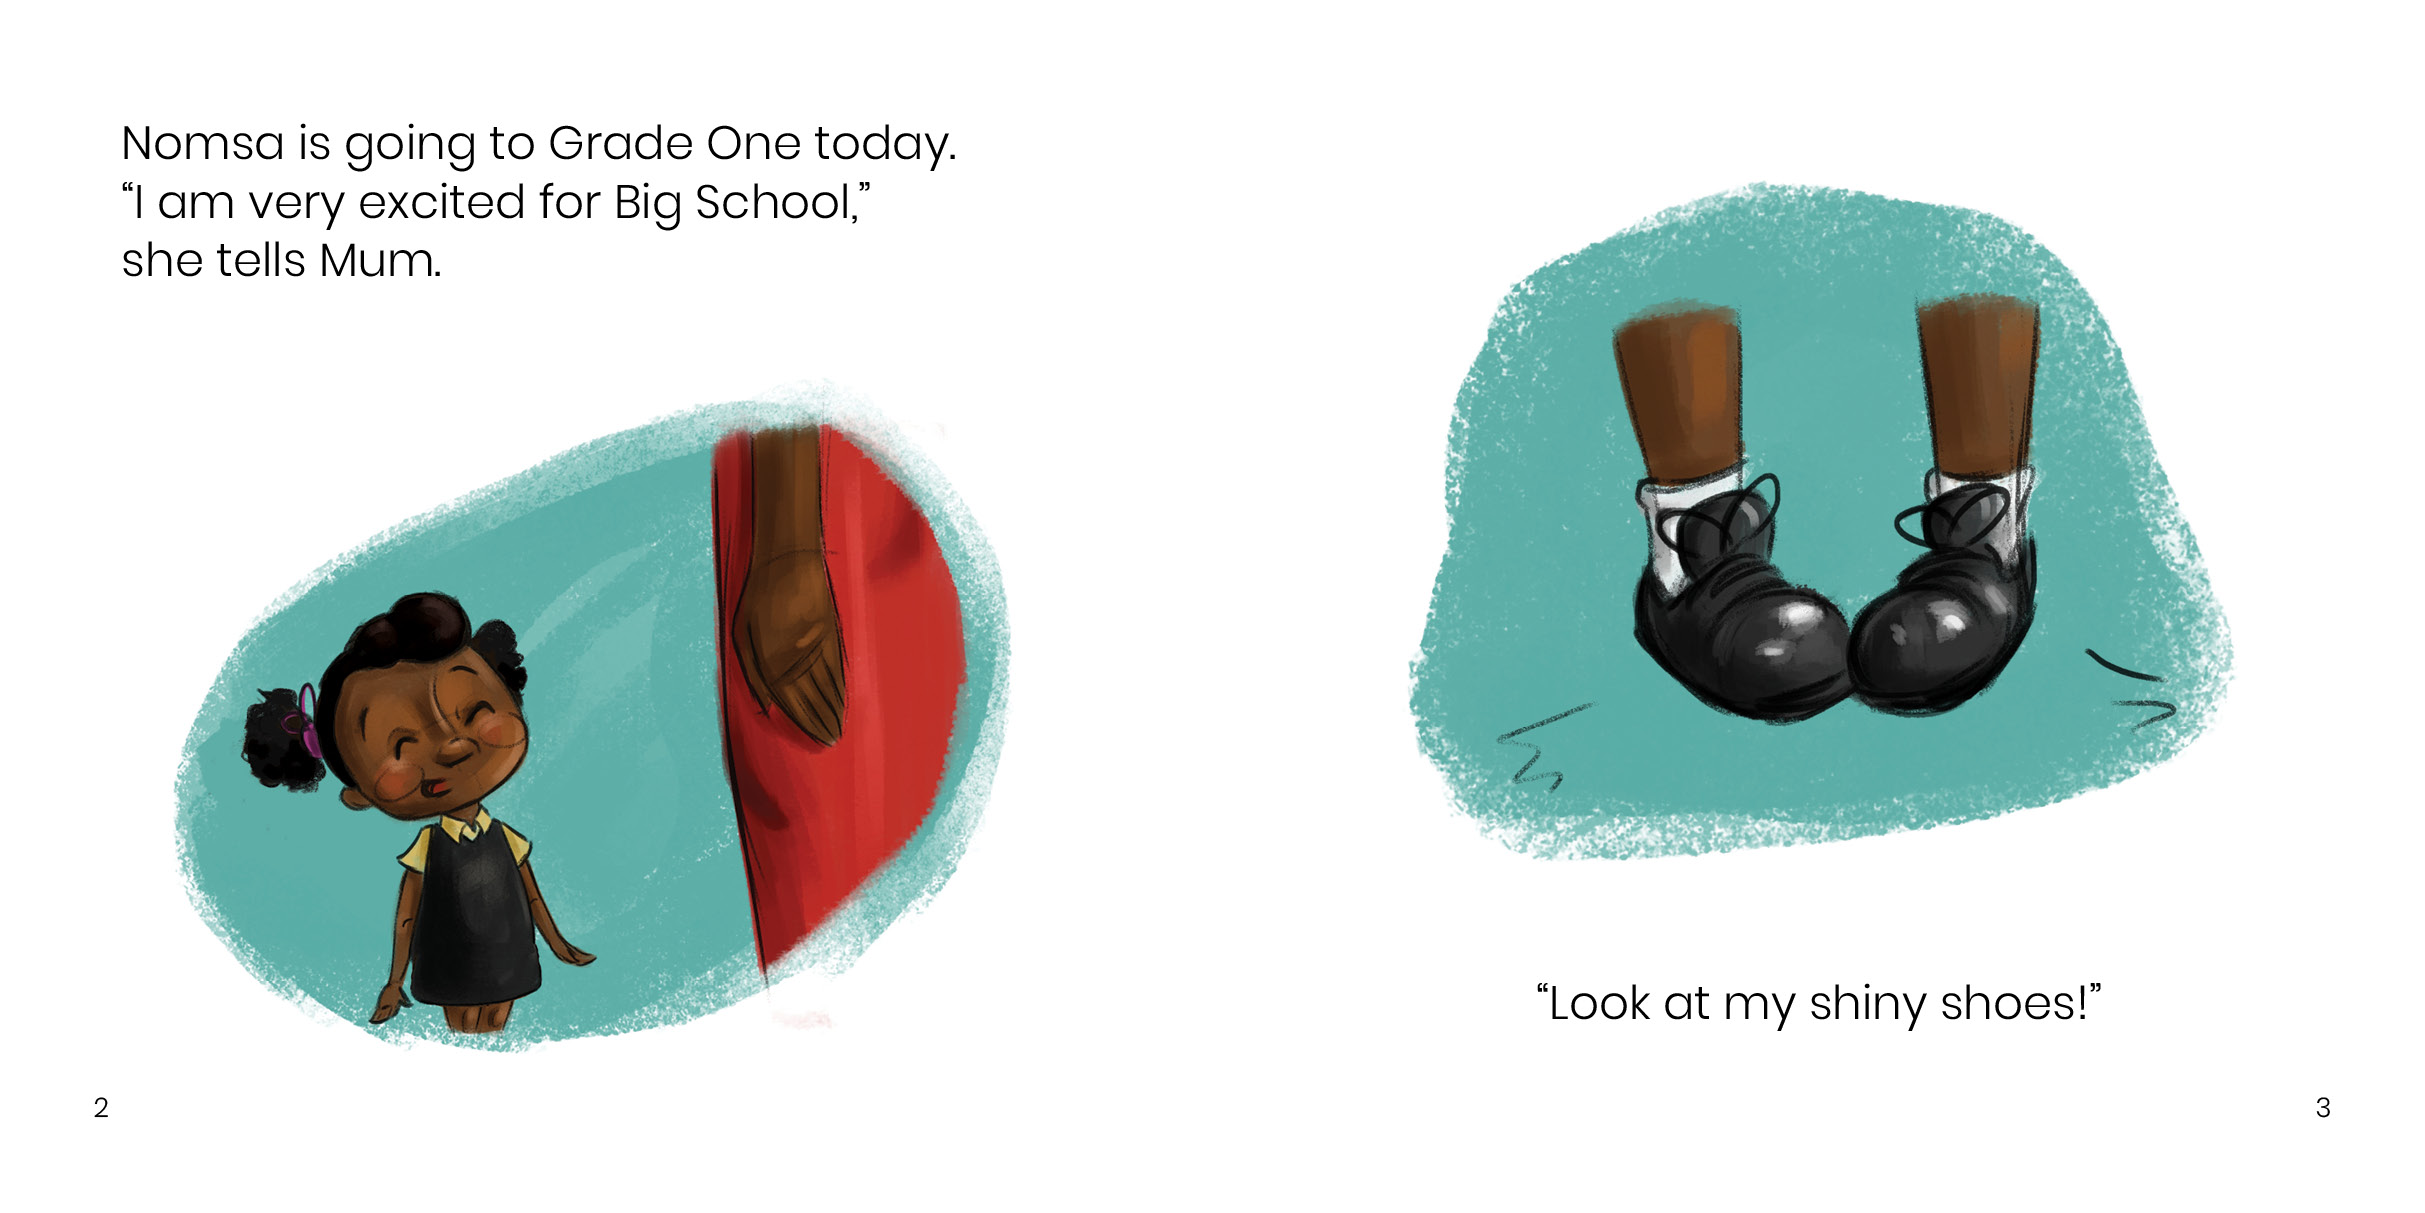 Nomsa is going to Grade One today.
“I am very excited for Big School,”
she tells Mum.
2
“Look at my shiny shoes!”
3